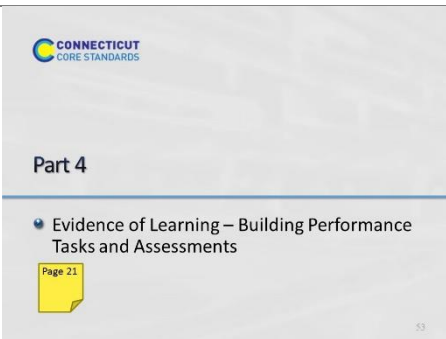 CONNECTICUT
CORE STANDARDS
Part 4
Evidence of Learning – Building Performance
Tasks and Assessments
Page 21
53